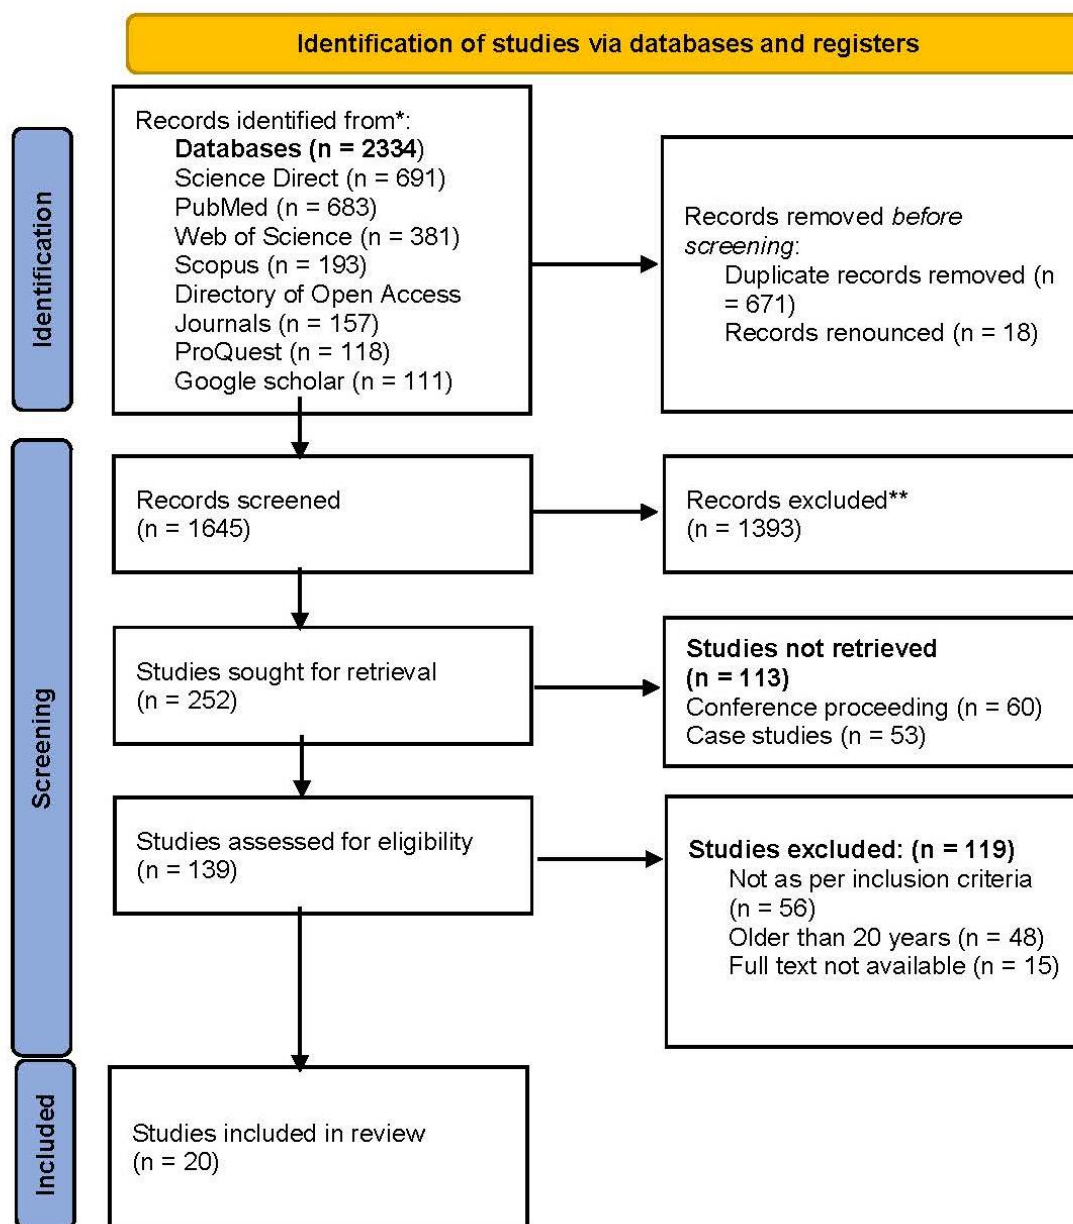 Identification of studies via databases and registers
Identification
Records identified from*:
Databases (n = 2334)
Science Direct (n = 691)
PubMed (n = 683)
Web of Science (n = 381)
Scopus (n = 193)
Directory of Open Access
Journals (n = 157)
ProQuest (n = 118)
Google scholar (n = 111)
Records removed before
screening:
Duplicate records removed (n
= 671)
Records renounced (n = 18)
Screening
Records screened
(n = 1645)
Records excluded**
(n = 1393)
Studies sought for retrieval
(n = 252)
Studies not retrieved
(n = 113)
Conference proceeding (n = 60)
Case studies (n = 53)
Studies assessed for eligibility
(n = 139)
Studies excluded: (n = 119)
Not as per inclusion criteria
(n = 56)
Older than 20 years (n = 48)
Full text not available (n = 15)
Included
Studies included in review
(n = 20)